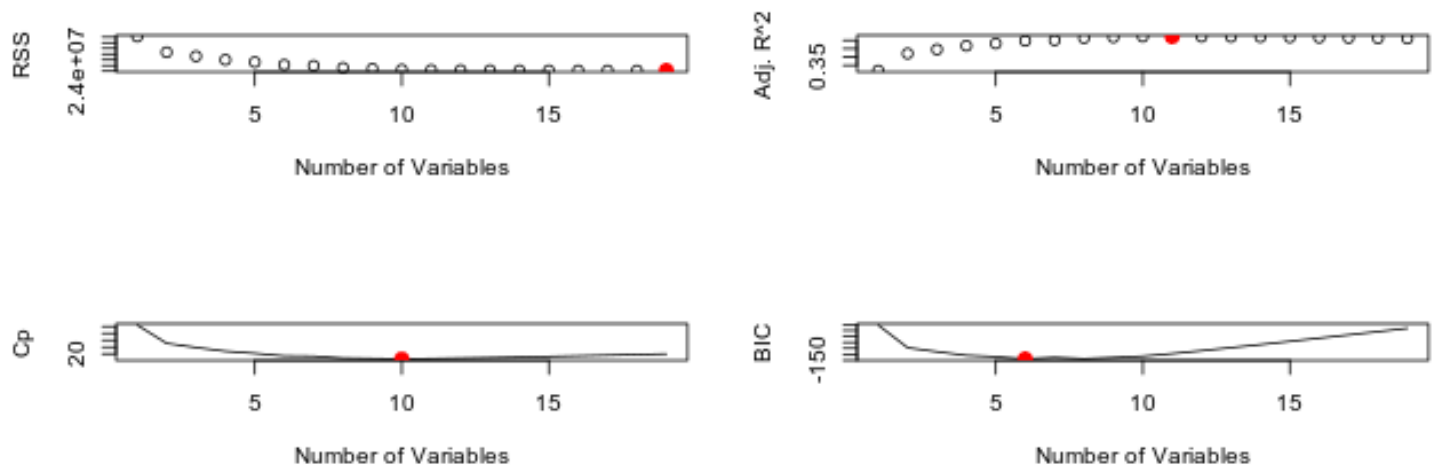 RSS
2.4e+07
5 10 15
Number of Variables
Adj. R^2
0.35
5 10 15
Number of Variables
Cp
20
5 10 15
Number of Variables
BIC
-150
5 10 15
Number of Variables